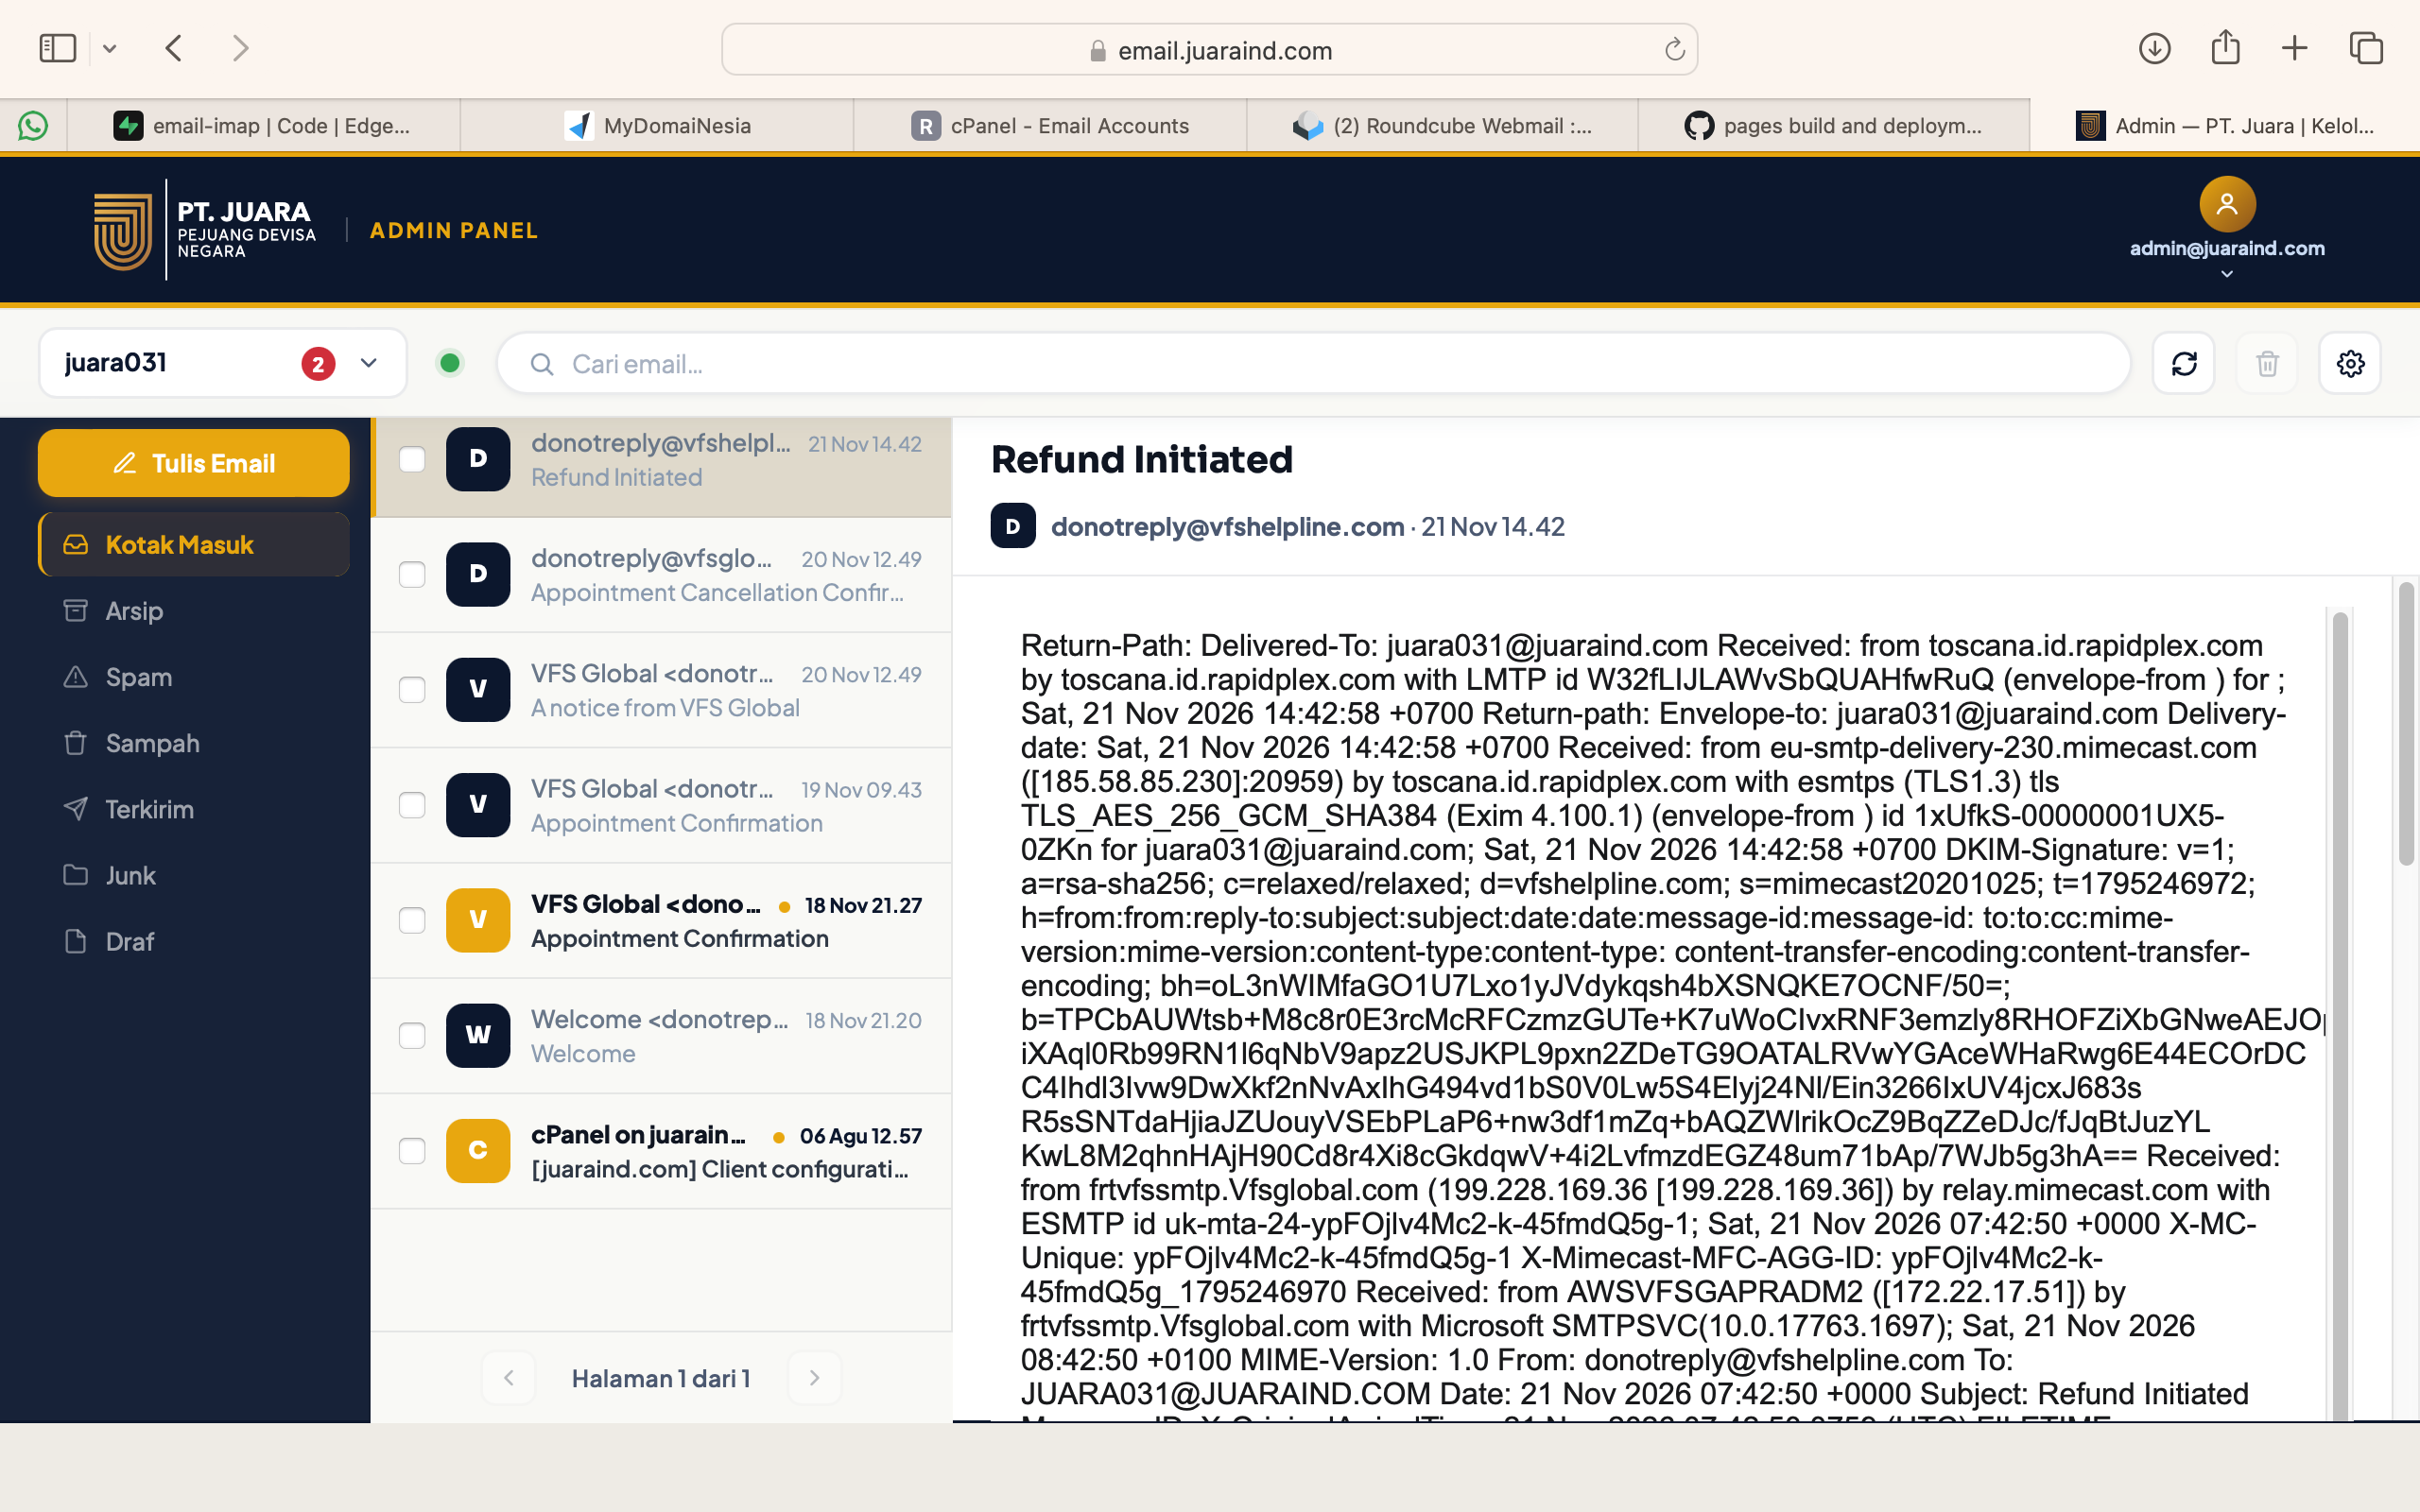 email.juaraind.com
email-imap | Code | Edge...
MyDomaiNesia
cPanel - Email Accounts
(2) Roundcube Webmail :...
pages build and deploym...
Admin — PT. Juara | Kelol...
PT. JUARA
PEJUANG DEVISA
NEGARA
ADMIN PANEL
admin@juaraind.com
juara031
2
Cari email...
Tulis Email
Kotak Masuk
Arsip
Spam
Sampah
Terkirim
Junk
Draf
D
donotreply@vfshelpl... 21 Nov 14.42
Refund Initiated
D
donotreply@vfsglo... 20 Nov 12.49
Appointment Cancellation Confir...
V
VFS Global <donotr... 20 Nov 12.49
A notice from VFS Global
V
VFS Global <donotr... 19 Nov 09.43
Appointment Confirmation
V
VFS Global <dono... 18 Nov 21.27
Appointment Confirmation
W
Welcome <donotrep... 18 Nov 21.20
Welcome
C
cPanel on juarain... 06 Agu 12.57
[juaraind.com] Client configurati...
Halaman 1 dari 1
Refund Initiated
D
donotreply@vfshelpline.com · 21 Nov 14.42
Return-Path: Delivered-To: juara031@juaraind.com Received: from toscana.id.rapidplex.com
by toscana.id.rapidplex.com with LMTP id W32fLIJLAWvSbQUAHfwRuQ (envelope-from ) for ;
Sat, 21 Nov 2026 14:42:58 +0700 Return-path: Envelope-to: juara031@juaraind.com Delivery-
date: Sat, 21 Nov 2026 14:42:58 +0700 Received: from eu-smtp-delivery-230.mimecast.com
([185.58.85.230]:20959) by toscana.id.rapidplex.com with esmtps (TLS1.3) tls
TLS_AES_256_GCM_SHA384 (Exim 4.100.1) (envelope-from ) id 1xUfkS-00000001UX5-
0ZKn for juara031@juaraind.com; Sat, 21 Nov 2026 14:42:58 +0700 DKIM-Signature: v=1;
a=rsa-sha256; c=relaxed/relaxed; d=vfshelpline.com; s=mimecast20201025; t=1795246972;
h=from:from:reply-to:subject:subject:date:date:message-id:message-id: to:to:cc:mime-
version:mime-version:content-type:content-type: content-transfer-encoding:content-transfer-
encoding; bh=oL3nWIMfaGO1U7Lxo1yJVdykqsh4bXSNQKE7OCNF/50=;
b=TPCbAUWtsb+M8c8r0E3rcMcRFCzmzGUTe+K7uWoCIvxRNF3emzly8RHOFZiXbGNweAEJO
iXAql0Rb99RN1l6qNbV9apz2USJKPL9pxn2ZDeTG9OATALRVwYGAceWHaRwg6E44ECOrDC
C4Ihdl3Ivw9DwXkf2nNvAxIhG494vd1bS0V0Lw5S4Elyj24Nl/Ein3266IxUV4jcxJ683s
R5sSNTdaHjiaJZUouyVSEbPLaP6+nw3df1mZq+bAQZWlrikOcZ9BqZZeDJc/fJqBtJuzYL
KwL8M2qhnHAjH90Cd8r4Xi8cGkdqwV+4i2LvfmzdEGZ48um71bAp/7WJb5g3hA== Received:
from frtvfssmtp.Vfsglobal.com (199.228.169.36 [199.228.169.36]) by relay.mimecast.com with
ESMTP id uk-mta-24-ypFOjlv4Mc2-k-45fmdQ5g-1; Sat, 21 Nov 2026 07:42:50 +0000 X-MC-
Unique: ypFOjlv4Mc2-k-45fmdQ5g-1 X-Mimecast-MFC-AGG-ID: ypFOjlv4Mc2-k-
45fmdQ5g_1795246970 Received: from AWSVFSGAPRADM2 ([172.22.17.51]) by
frtvfssmtp.Vfsglobal.com with Microsoft SMTPSVC(10.0.17763.1697); Sat, 21 Nov 2026
08:42:50 +0100 MIME-Version: 1.0 From: donotreply@vfshelpline.com To:
JUARA031@JUARAIND.COM Date: 21 Nov 2026 07:42:50 +0000 Subject: Refund Initiated